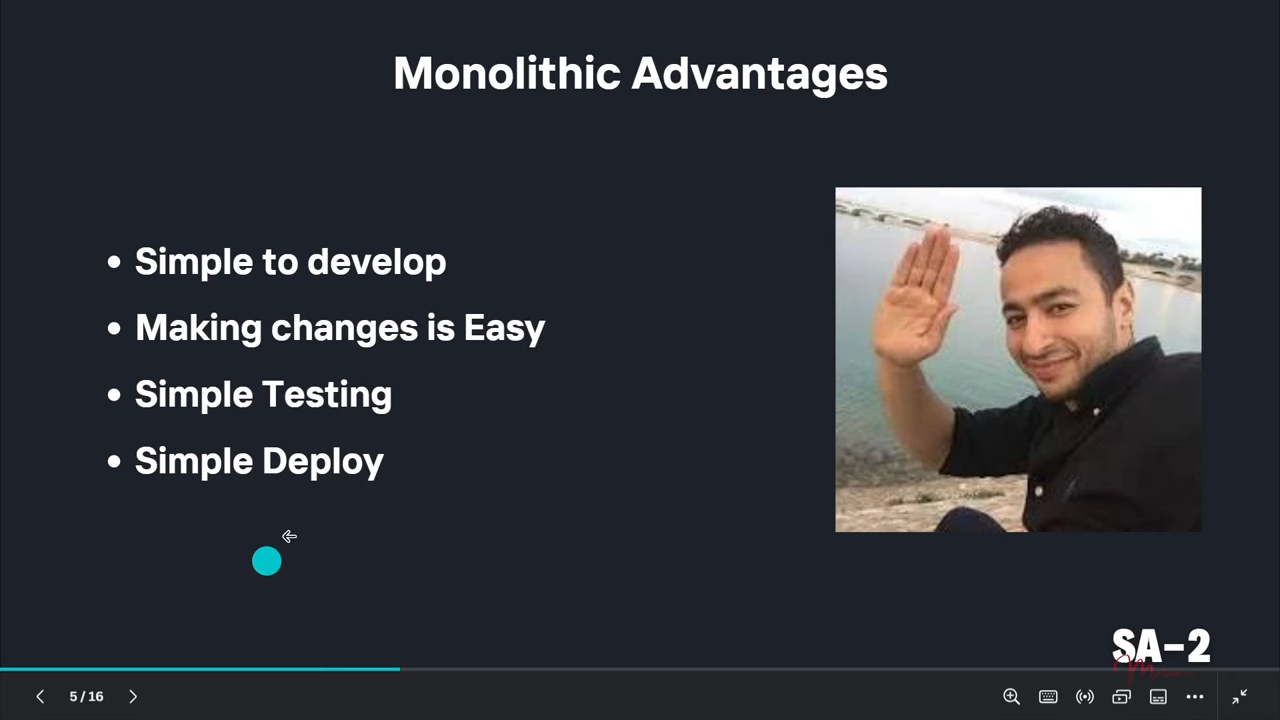 Monolithic Advantages
• Simple to develop
• Making changes is Easy
• Simple Testing
• Simple Deploy
SA-2
5 / 16